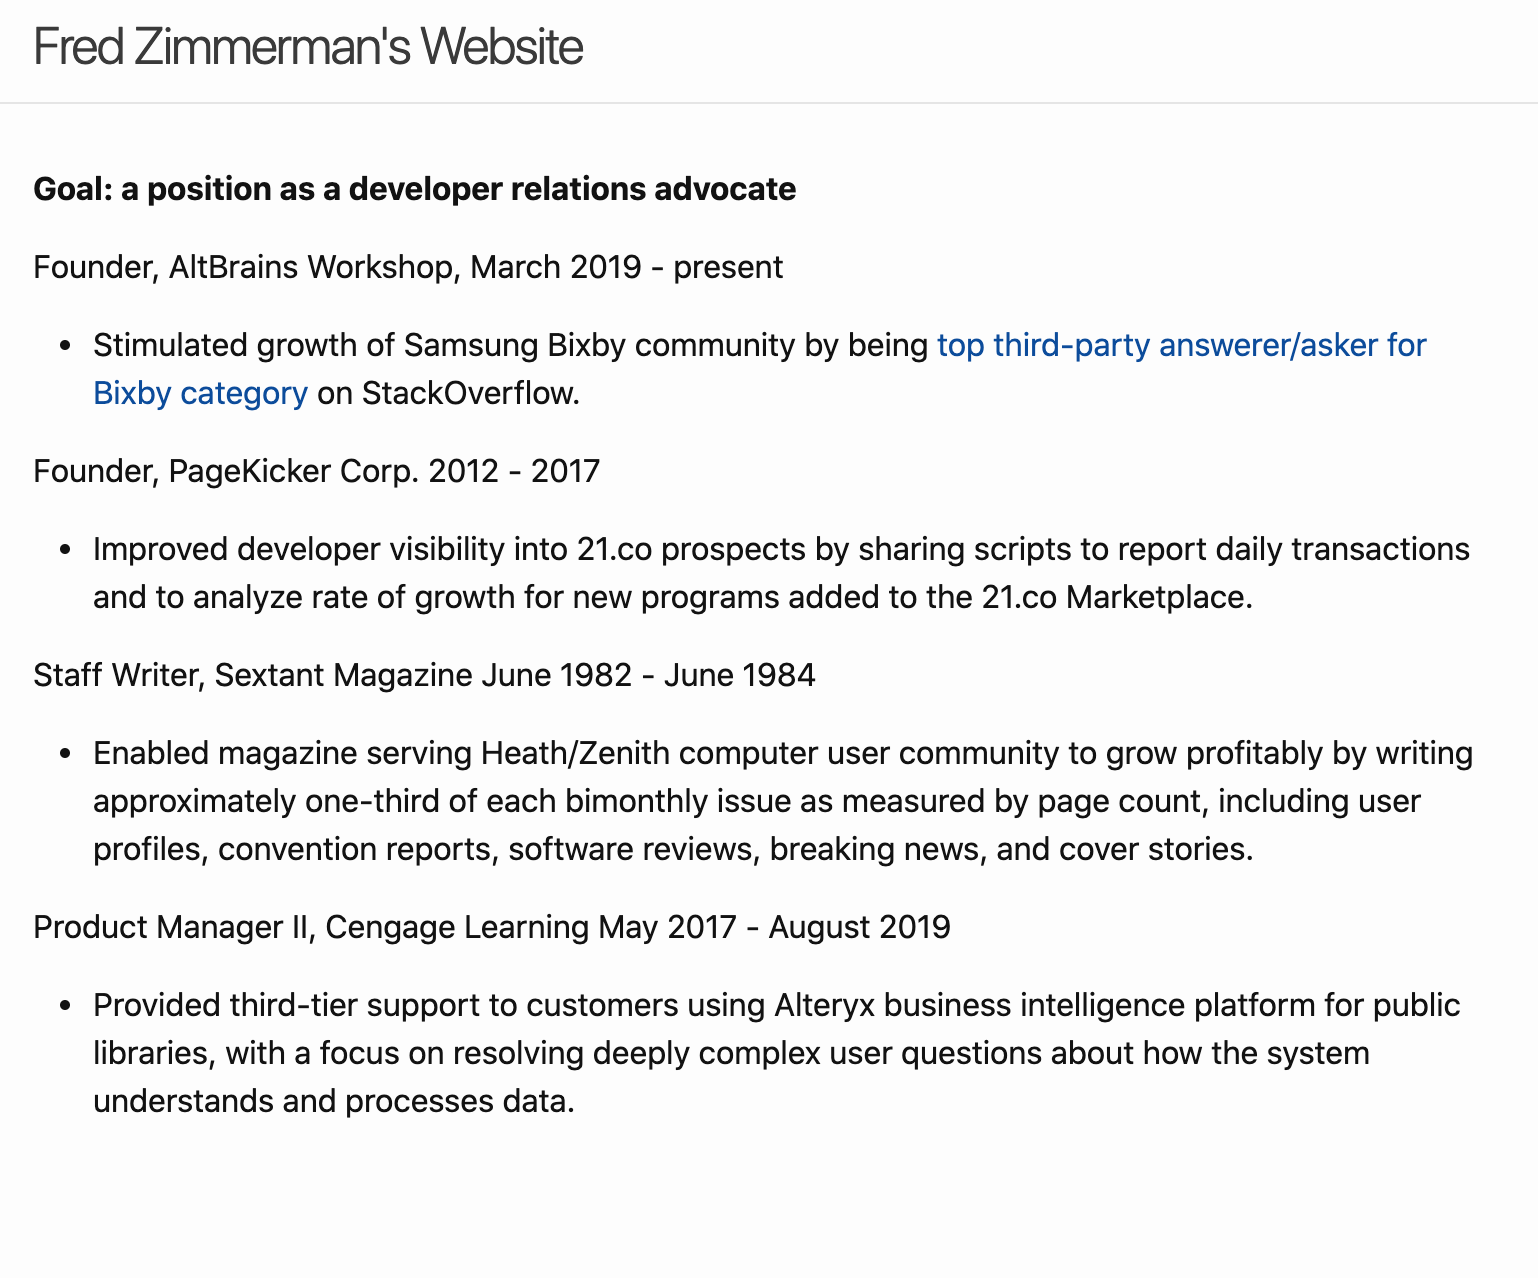 Fred Zimmerman's Website
Goal: a position as a developer relations advocate
Founder, AltBrains Workshop, March 2019 - present
• Stimulated growth of Samsung Bixby community by being top third-party answerer/asker for
Bixby category on StackOverflow.
Founder, PageKicker Corp. 2012 - 2017
• Improved developer visibility into 21.co prospects by sharing scripts to report daily transactions
and to analyze rate of growth for new programs added to the 21.co Marketplace.
Staff Writer, Sextant Magazine June 1982 - June 1984
• Enabled magazine serving Heath/Zenith computer user community to grow profitably by writing
approximately one-third of each bimonthly issue as measured by page count, including user
profiles, convention reports, software reviews, breaking news, and cover stories.
Product Manager II, Cengage Learning May 2017 - August 2019
• Provided third-tier support to customers using Alteryx business intelligence platform for public
libraries, with a focus on resolving deeply complex user questions about how the system
understands and processes data.